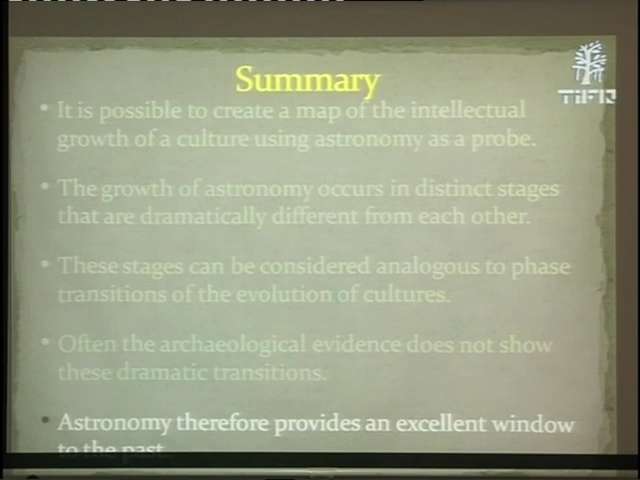 Summary
TIFR
• It is possible to create a map of the intellectual
growth of a culture using astronomy as a probe.
• The growth of astronomy occurs in distinct stages
that are dramatically different from each other.
• These stages can be considered analogous to phase
transitions of the evolution of cultures.
• Often the archaeological evidence does not show
these dramatic transitions.
• Astronomy therefore provides an excellent window
to the past.